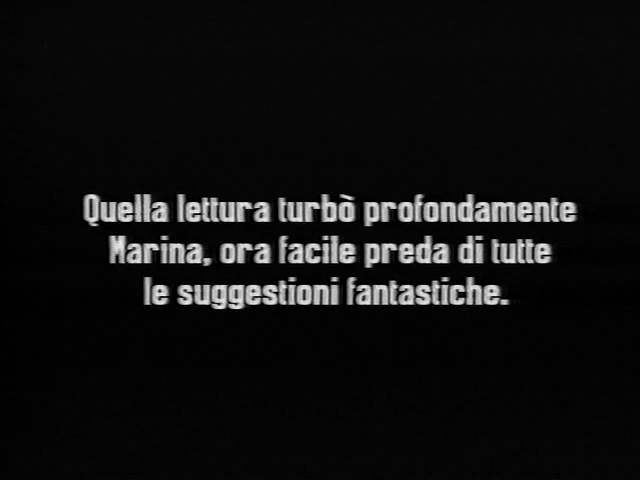 Quella lettura turbò profondamente
Marina, ora facile preda di tutte
le suggestioni fantastiche.